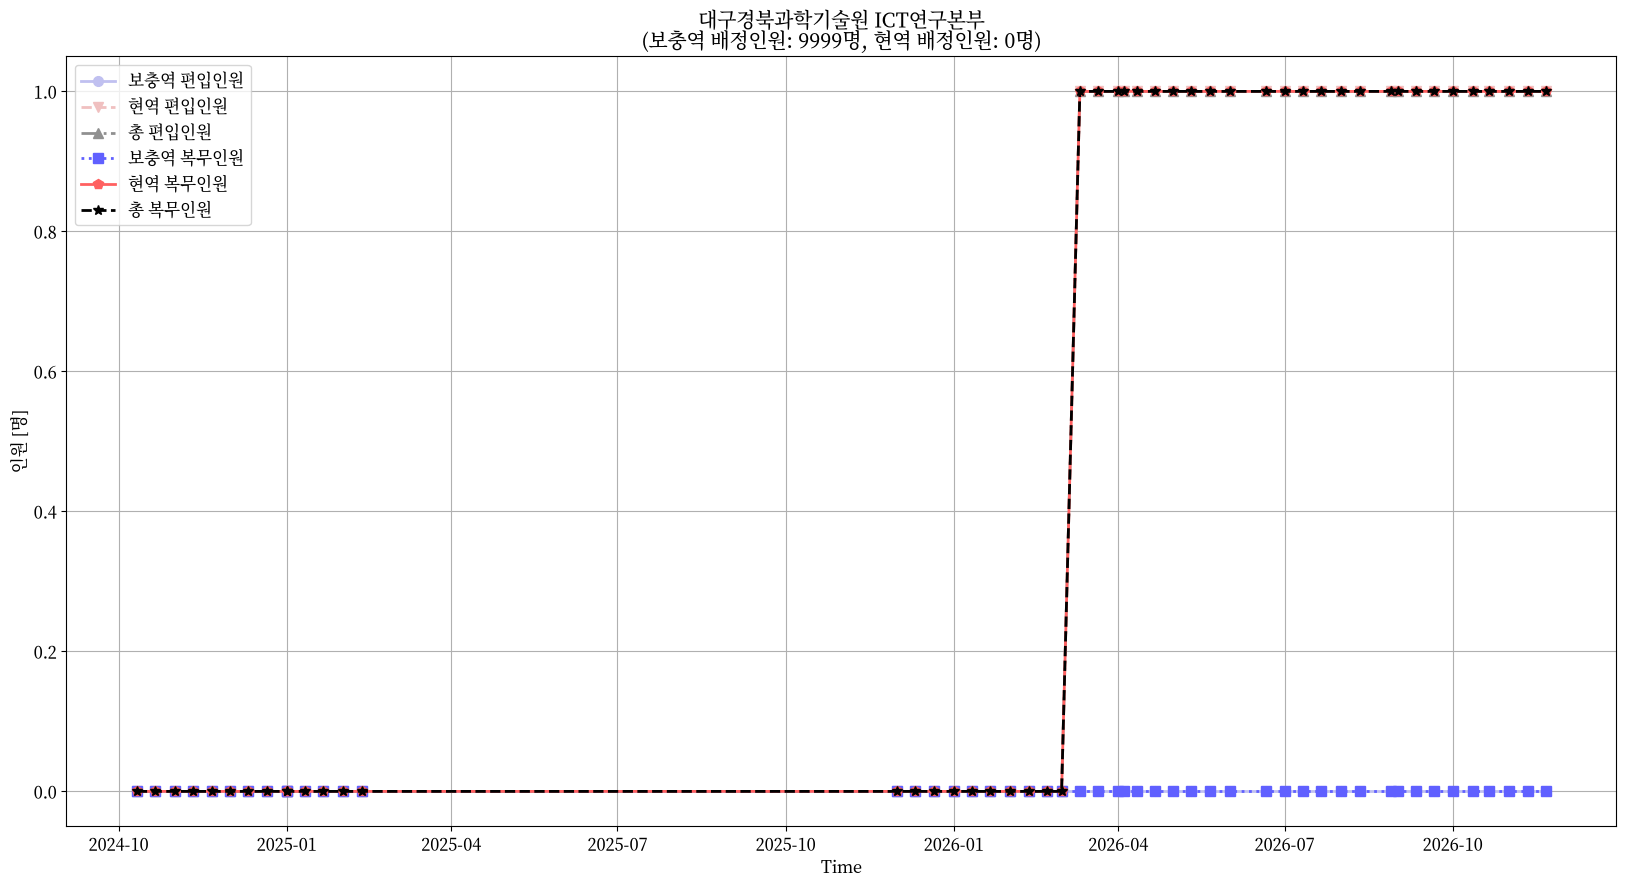 대구경북과학기술원 ICT연구본부
(보충역 배정인원: 9999명, 현역 배정인원: 0명)
보충역 편입인원
현역 편입인원
총 편입인원
보충역 복무인원
현역 복무인원
총 복무인원
인원 [명]
1.0
0.8
0.6
0.4
0.2
0.0
2024-10
2025-01
2025-04
2025-07
2025-10
2026-01
2026-04
2026-07
2026-10
Time